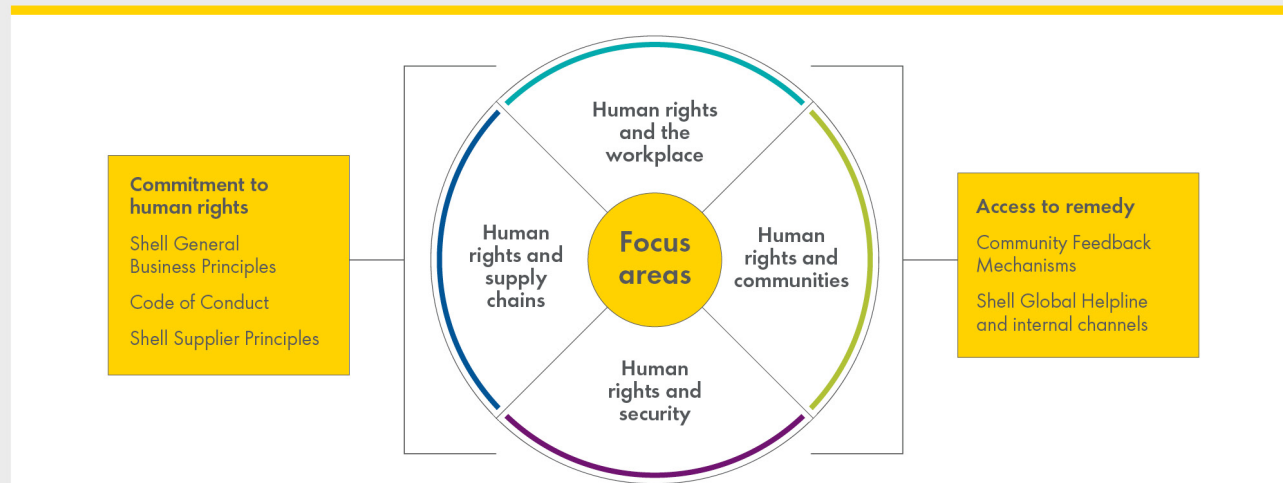 Commitment to
human rights
Shell General
Business Principles
Code of Conduct
Shell Supplier Principles
Human rights
and the
workplace
Human
rights and
supply
chains
Focus
areas
Human
rights and
communities
Human
rights and
security
Access to remedy
Community Feedback
Mechanisms
Shell Global Helpline
and internal channels